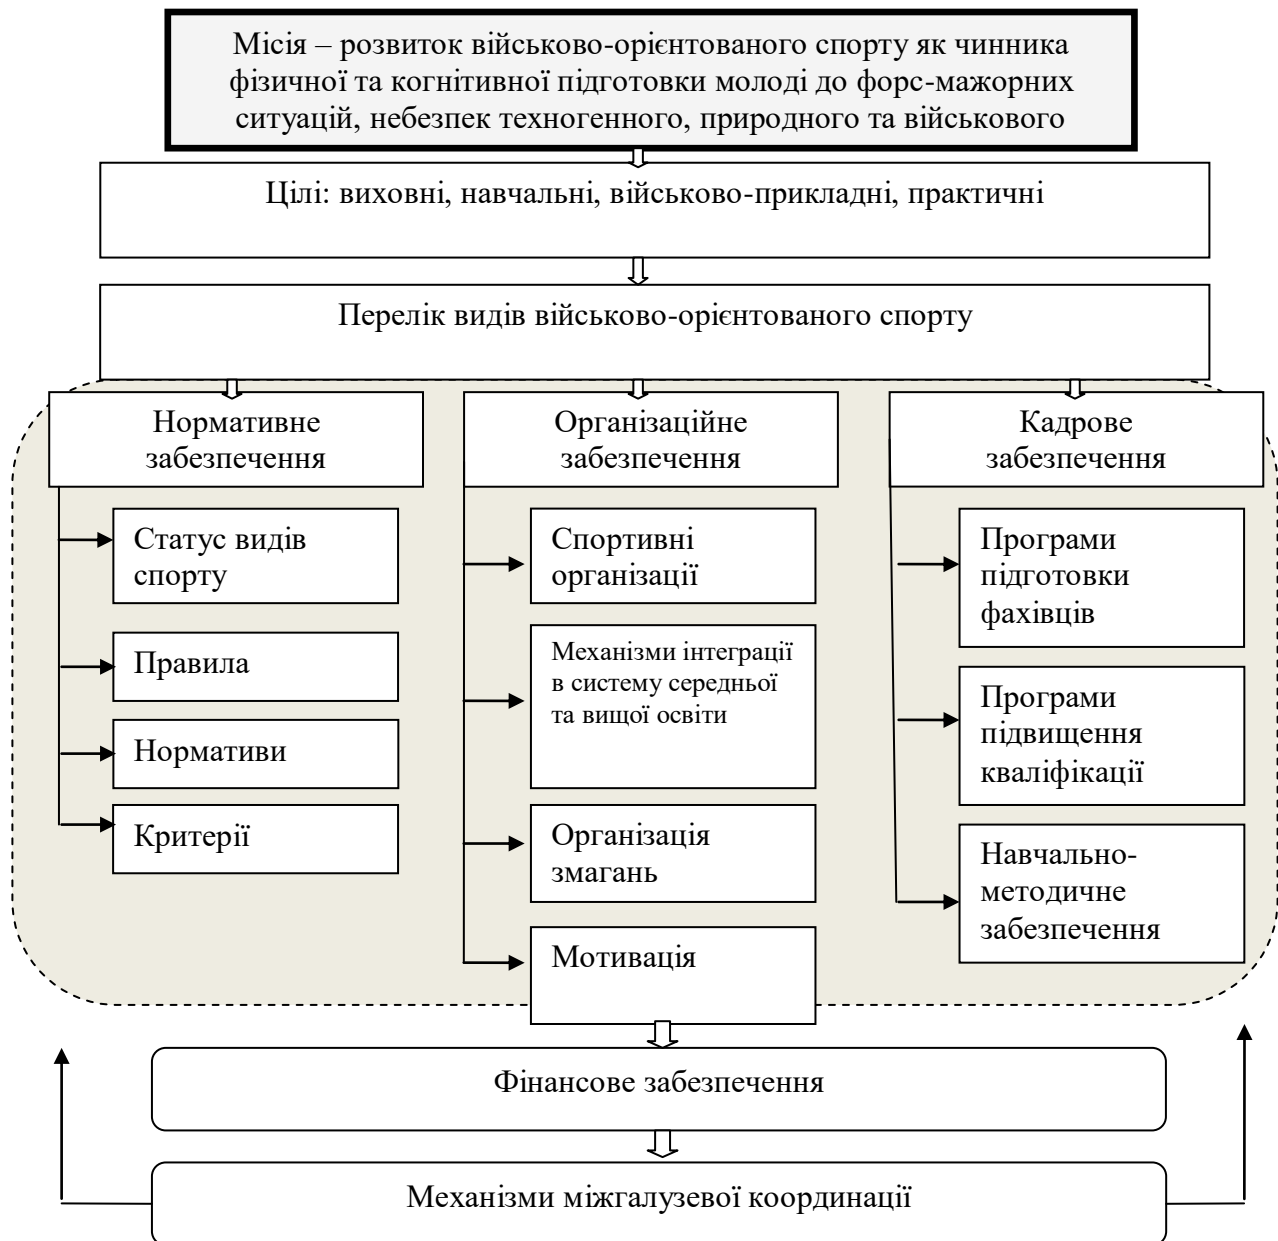 Місія – розвиток військово-орієнтованого спорту як чинника
фізичної та когнітивної підготовки молоді до форс-мажорних
ситуацій, небезпек техногенного, природного та військового
Цілі: виховні, навчальні, військово-прикладні, практичні
Перелік видів військово-орієнтованого спорту
Нормативне
забезпечення
Статус видів
спорту
Правила
Нормативи
Критерії
Організаційне
забезпечення
Спортивні
організації
Механізми інтеграції
в систему середньої
та вищої освіти
Організація
змагань
Мотивація
Кадрове
забезпечення
Програми
підготовки
фахівців
Програми
підвищення
кваліфікації
Навчально-
методичне
забезпечення
Фінансове забезпечення
Механізми міжгалузевої координації